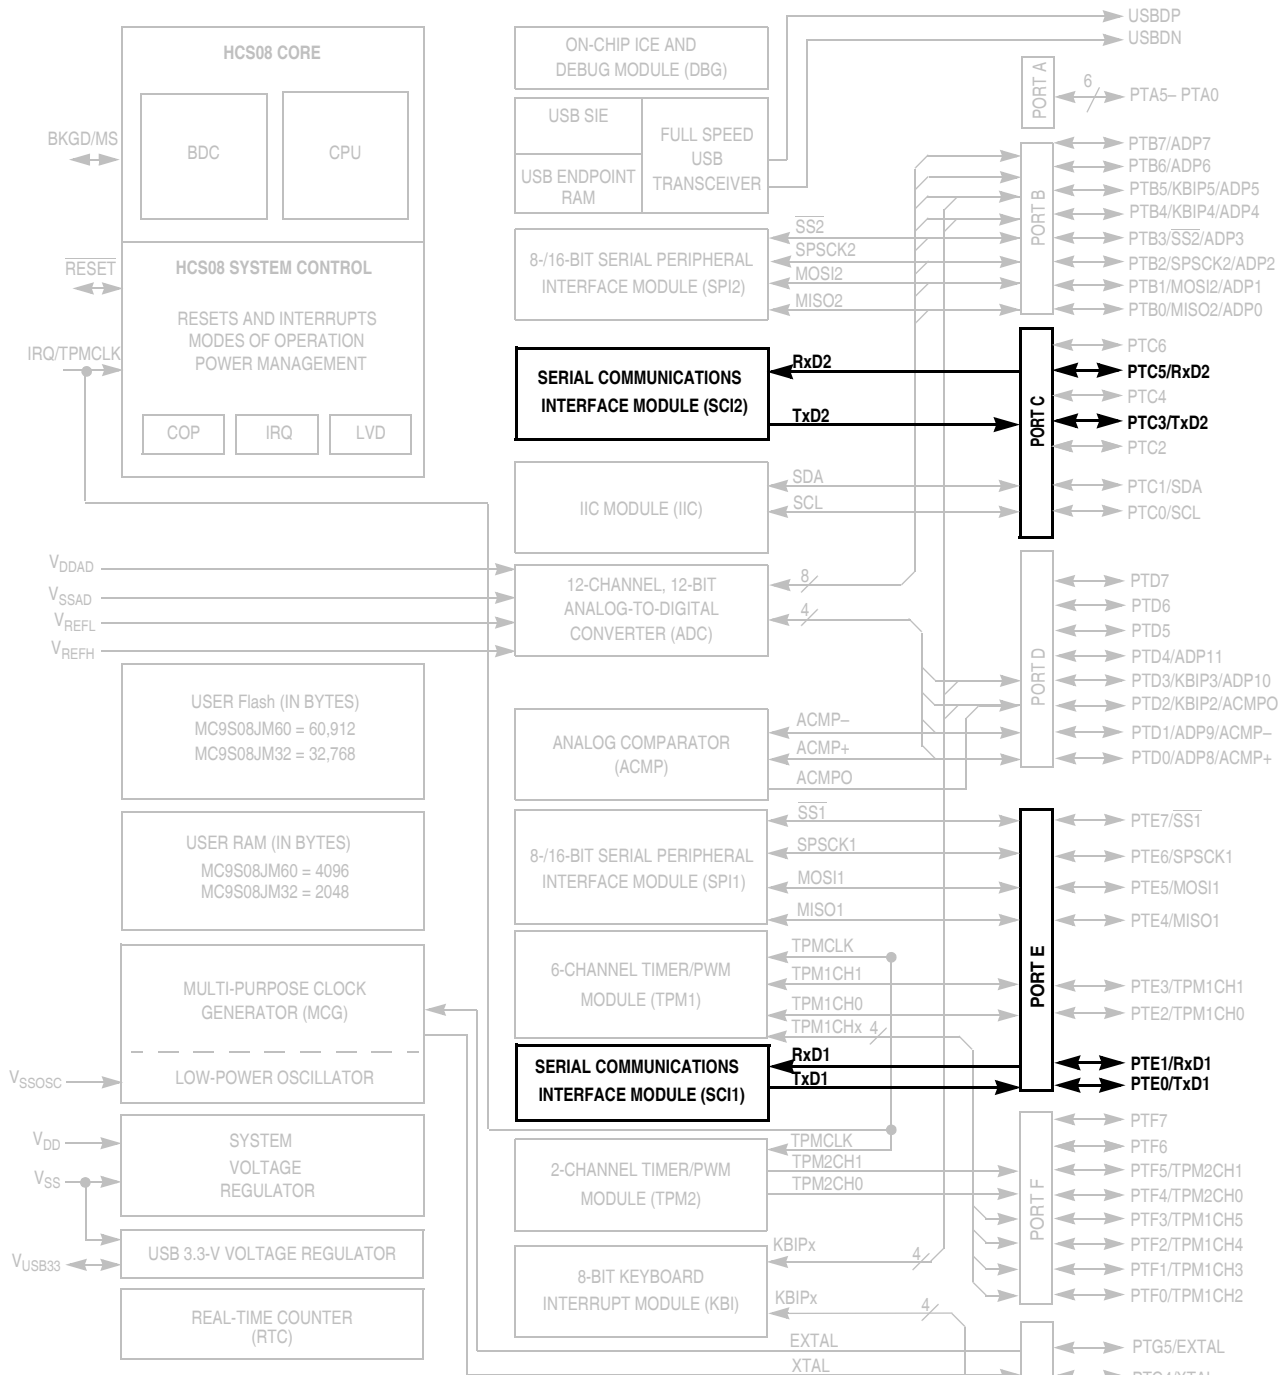 HCS08 CORE
BDC
CPU
BKGD/MS
HCS08 SYSTEM CONTROL
RESET
RESETS AND INTERRUPTS
MODES OF OPERATION
POWER MANAGEMENT
IRQ/TPMCLK
COP
IRQ
LVD
VDDAD
VSSAD
VREFL
VREFH
USER Flash (IN BYTES)
MC9S08JM60 = 60,912
MC9S08JM32 = 32,768
USER RAM (IN BYTES)
MC9S08JM60 = 4096
MC9S08JM32 = 2048
MULTI-PURPOSE CLOCK
GENERATOR (MCG)
LOW-POWER OSCILLATOR
VSSOSC
VDD
VSS
SYSTEM
VOLTAGE
REGULATOR
VUSB33
USB 3.3-V VOLTAGE REGULATOR
REAL-TIME COUNTER
(RTC)
ON-CHIP ICE AND
DEBUG MODULE (DBG)
USB SIE
USB ENDPOINT
RAM
FULL SPEED
USB
TRANSCEIVER
8-/16-BIT SERIAL PERIPHERAL
INTERFACE MODULE (SPI2)
SS2
SPSCK2
MOSI2
MISO2
SERIAL COMMUNICATIONS
INTERFACE MODULE (SCI2)
RxD2
TxD2
IIC MODULE (IIC)
SDA
SCL
12-CHANNEL, 12-BIT
ANALOG-TO-DIGITAL
CONVERTER (ADC)
8
4
ANALOG COMPARATOR
(ACMP)
ACMP–
ACMP+
ACMPO
8-/16-BIT SERIAL PERIPHERAL
INTERFACE MODULE (SPI1)
SS1
SPSCK1
MOSI1
MISO1
6-CHANNEL TIMER/PWM
MODULE (TPM1)
TPMCLK
TPM1CH1
TPM1CH0
TPM1CHx
4
SERIAL COMMUNICATIONS
INTERFACE MODULE (SCI1)
RxD1
TxD1
2-CHANNEL TIMER/PWM
MODULE (TPM2)
TPMCLK
TPM2CH1
TPM2CH0
8-BIT KEYBOARD
INTERRUPT MODULE (KBI)
KBIPx
4
KBIPx
4
EXTAL
XTAL
USBDP
USBDN
PORT A
6
PTA5– PTA0
PORT B
PTB7/ADP7
PTB6/ADP6
PTB5/KBIP5/ADP5
PTB4/KBIP4/ADP4
PTB3/SS2/ADP3
PTB2/SPSCK2/ADP2
PTB1/MOSI2/ADP1
PTB0/MISO2/ADP0
PORT C
PTC6
PTC5/RxD2
PTC4
PTC3/TxD2
PTC2
PTC1/SDA
PTC0/SCL
PORT D
PTD7
PTD6
PTD5
PTD4/ADP11
PTD3/KBIP3/ADP10
PTD2/KBIP2/ACMPO
PTD1/ADP9/ACMP–
PTD0/ADP8/ACMP+
PORT E
PTE7/SS1
PTE6/SPSCK1
PTE5/MOSI1
PTE4/MISO1
PTE3/TPM1CH1
PTE2/TPM1CH0
PTE1/RxD1
PTE0/TxD1
PORT F
PTF7
PTF6
PTF5/TPM2CH1
PTF4/TPM2CH0
PTF3/TPM1CH5
PTF2/TPM1CH4
PTF1/TPM1CH3
PTF0/TPM1CH2
PTG5/EXTAL